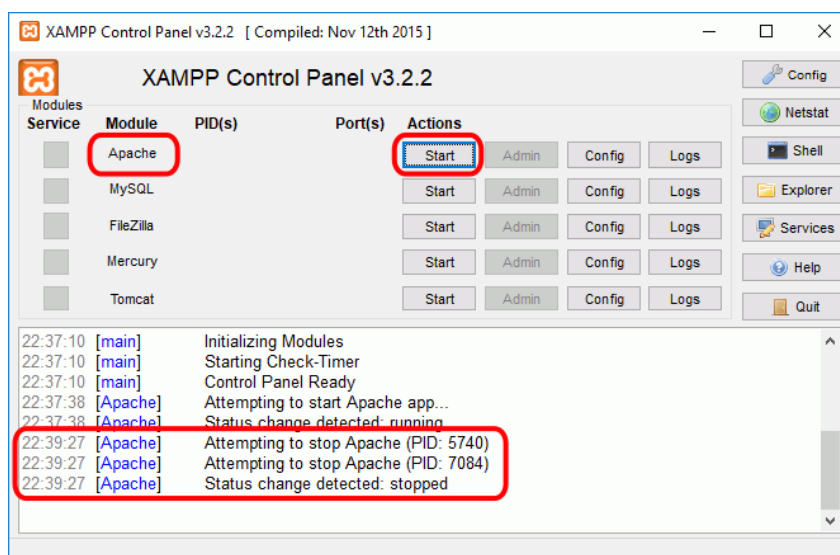 XAMPP Control Panel v3.2.2 [ Compiled: Nov 12th 2015 ]
XAMPP Control Panel v3.2.2
Config
Modules
Service Module PID(s) Port(s) Actions
Netstat
Apache Start Admin Config Logs
Shell
MySQL Start Admin Config Logs
Explorer
FileZilla Start Admin Config Logs
Services
Mercury Start Admin Config Logs
Help
Tomcat Start Admin Config Logs
Quit
22:37:10 [main] Initializing Modules
22:37:10 [main] Starting Check-Timer
22:37:10 [main] Control Panel Ready
22:37:38 [Apache] Attempting to start Apache app...
22:37:38 [Apache] Status change detected: running
22:39:27 [Apache] Attempting to stop Apache (PID: 5740)
22:39:27 [Apache] Attempting to stop Apache (PID: 7084)
22:39:27 [Apache] Status change detected: stopped